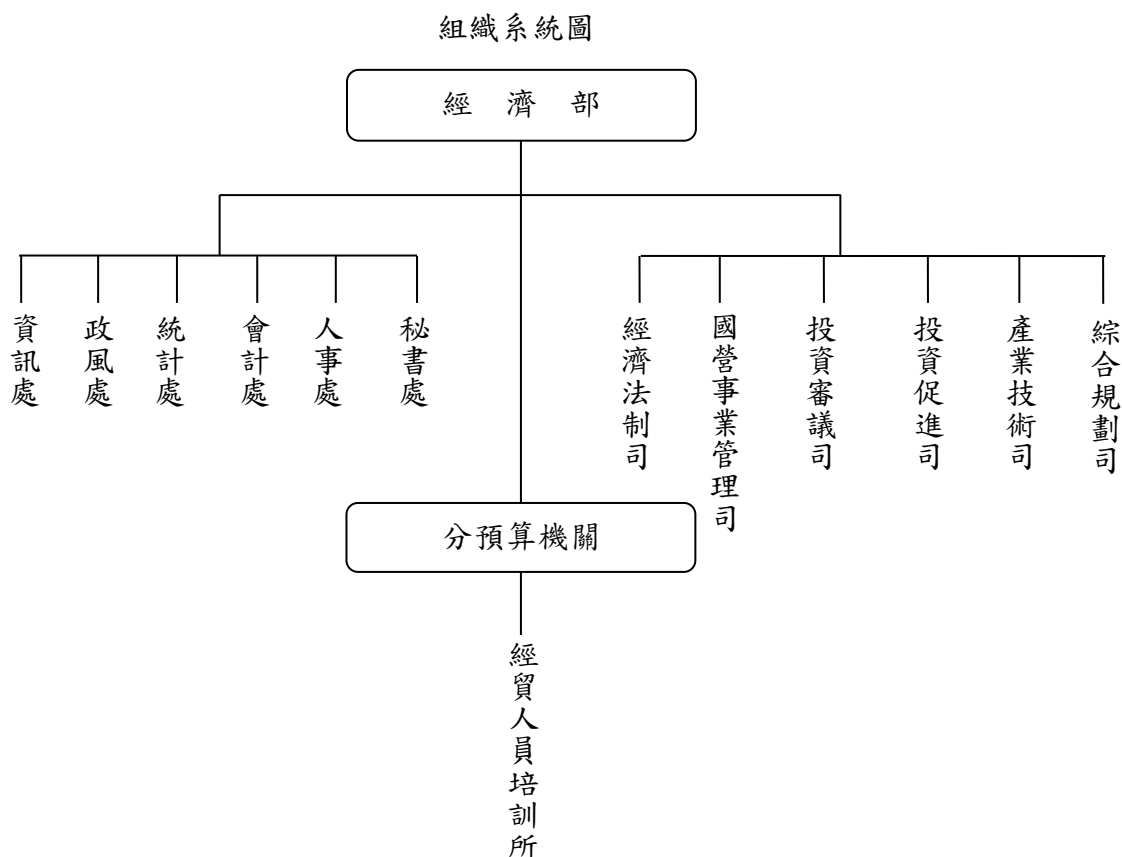 組織系統圖
經濟部
資訊處
政風處
統計處
會計處
人事處
秘書處
經濟法制司
國營事業管理司
投資審議司
投資促進司
產業技術司
綜合規劃司
分預算機關
經貿人員培訓所